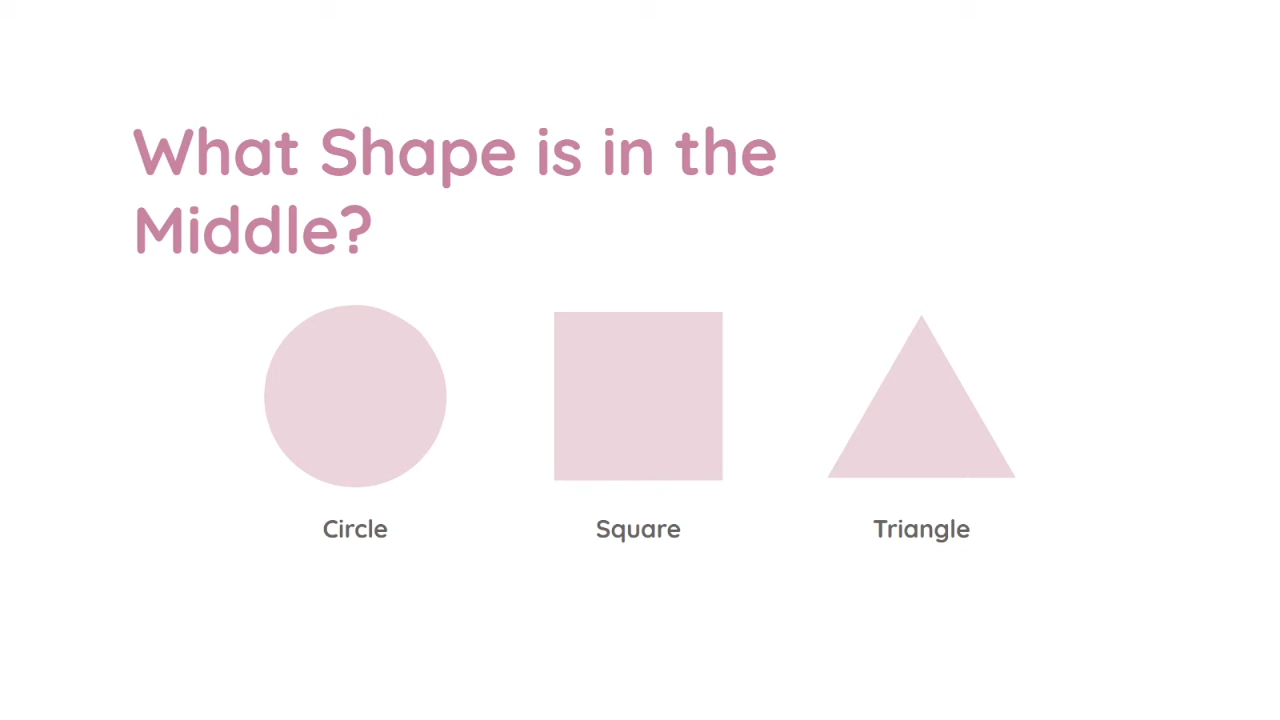 What Shape is in the
Middle?
Circle
Square
Triangle